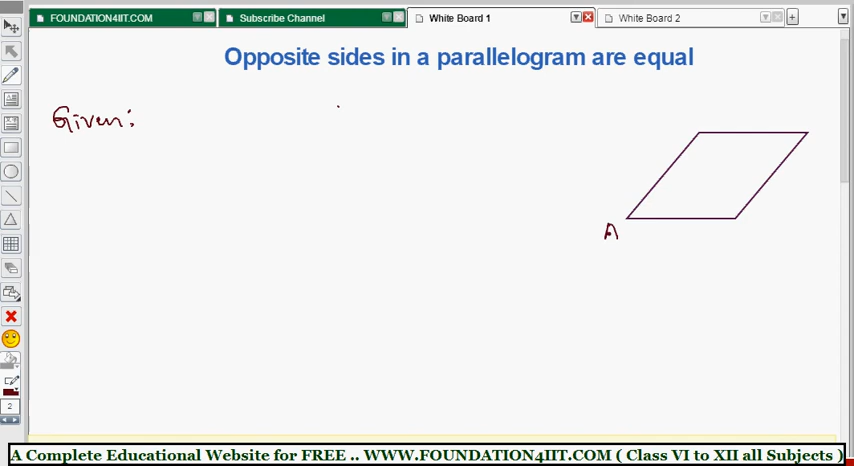 FOUNDATION4IIT.COM
Subscribe Channel
White Board 1
White Board 2
Opposite sides in a parallelogram are equal
Given:
A
2
A Complete Educational Website for FREE .. WWW.FOUNDATION4IIT.COM ( Class VI to XII all Subjects )